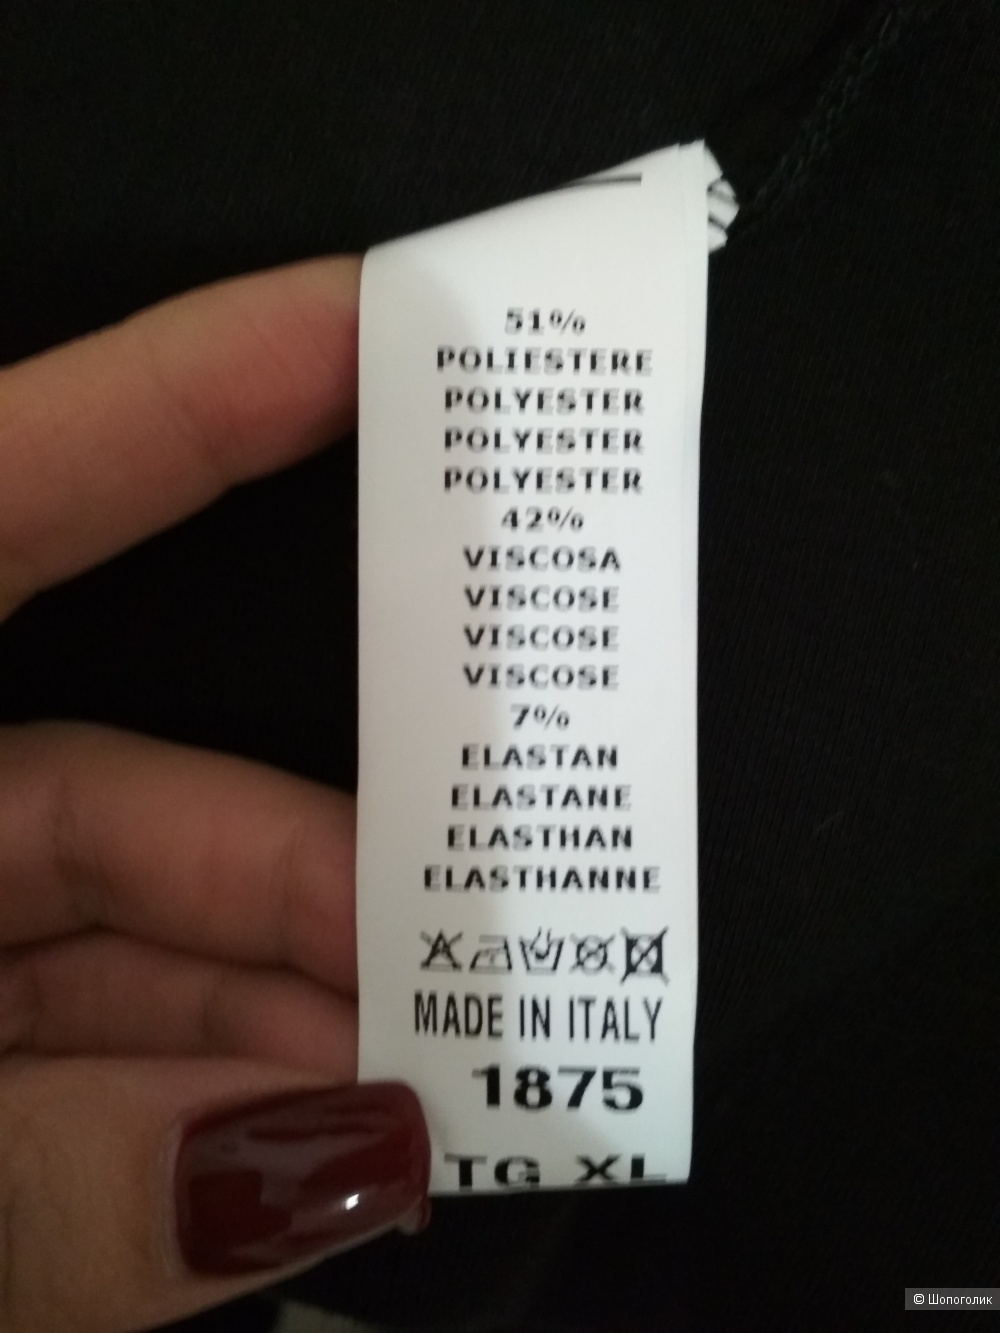 51%
POLIESTERE
POLYESTER
POLYESTER
POLYESTER
42%
VISCOSA
VISCOSE
VISCOSE
VISCOSE
7%
ELASTAN
ELASTANE
ELASTHAN
ELASTHANNE
MADE IN ITALY
1875
TG XL
© Шопоголик